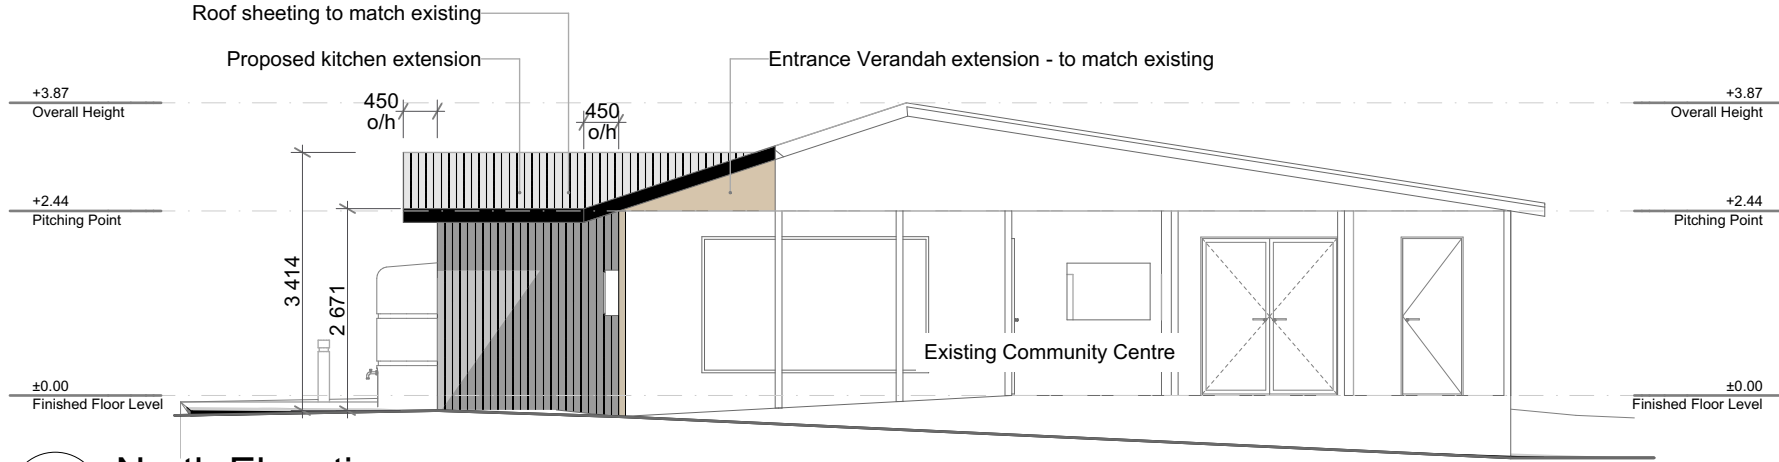 Roof sheeting to match existing
Proposed kitchen extension
Entrance Verandah extension - to match existing
+3.87
Overall Height
450
o/h
450
o/h
+3.87
Overall Height
+2.44
Pitching Point
+2.44
Pitching Point
3 414
2 671
Existing Community Centre
±0.00
Finished Floor Level
±0.00
Finished Floor Level